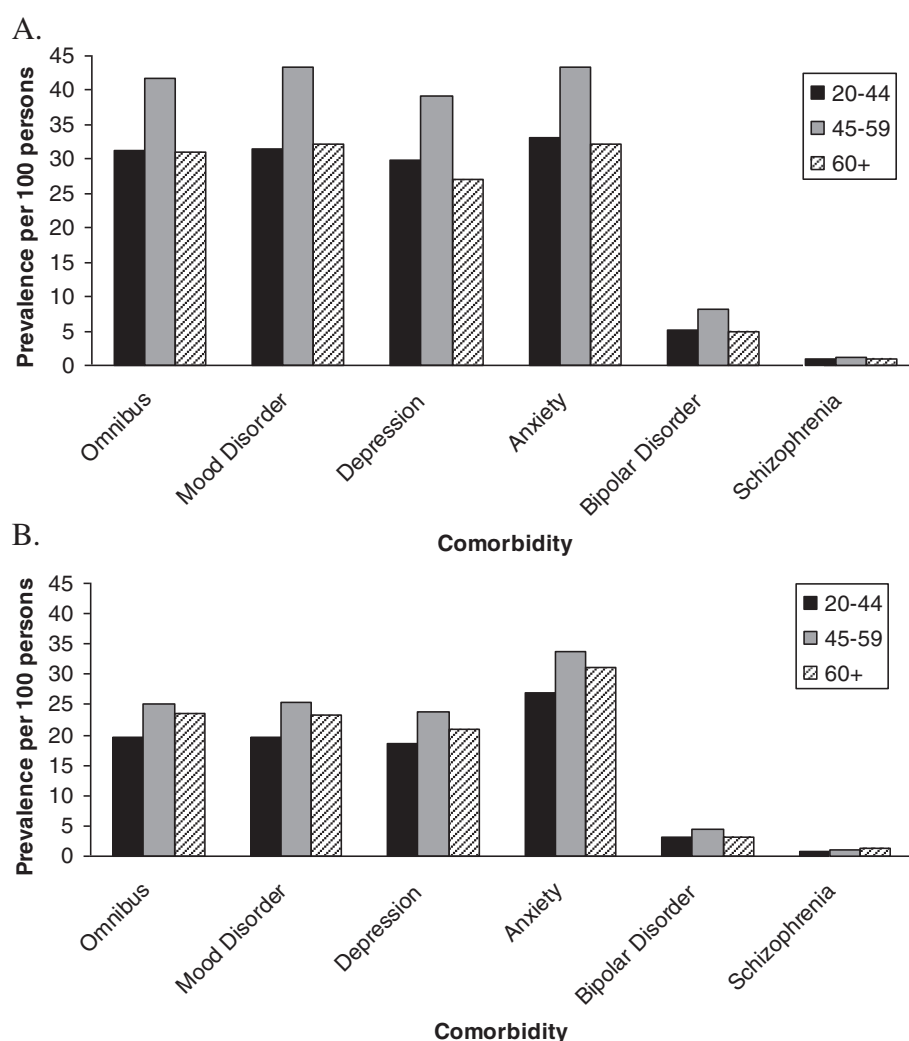 A.
Prevalence per 100 persons
45
40
35
30
25
20
15
10
5
0
20-44
45-59
60+
Omnibus
Mood Disorder
Depression
Anxiety
Bipolar Disorder
Schizophrenia
Comorbidity
B.
Prevalence per 100 persons
45
40
35
30
25
20
15
10
5
0
20-44
45-59
60+
Omnibus
Mood Disorder
Depression
Anxiety
Bipolar Disorder
Schizophrenia
Comorbidity